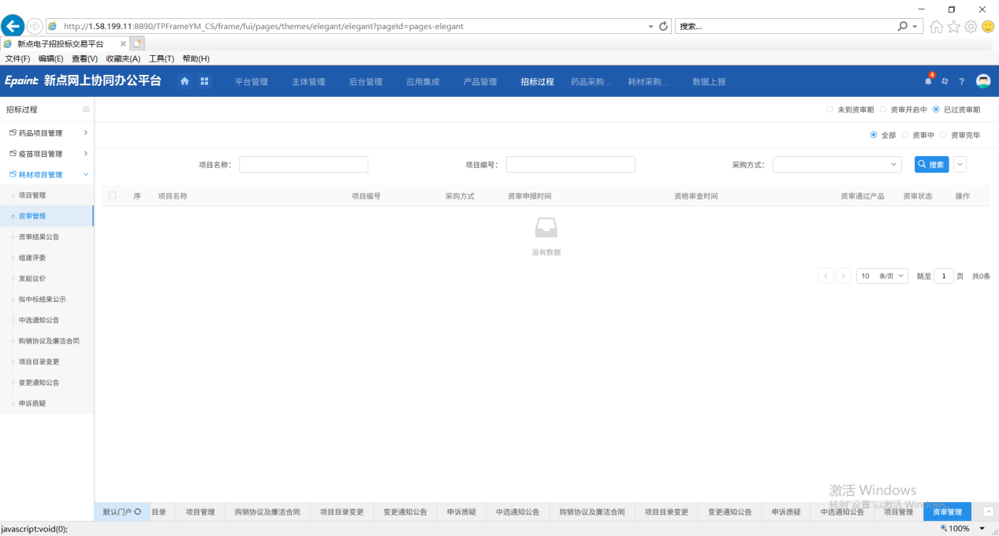 http://1.58.199.11:8890/TPFrameYM_CS/frame/fui/pages/themes/elegant/elegant?pageId=pages-elegant
搜索...
新点电子招投标交易平台
文件(F) 编辑(E) 查看(V) 收藏夹(A) 工具(T) 帮助(H)
Epoint 新点网上协同办公平台 平台管理 主体管理 后台管理 应用集成 产品管理 招标过程 药品采购... 耗材采购... 数据上报 4 ?
招标过程
未到资审期 资审开启中 已过资审期
药品项目管理
全部 资审中 资审完毕
疫苗项目管理
项目名称: 项目编号: 采购方式: 搜索
耗材项目管理
项目管理
序 项目名称 项目编号 采购方式 资审申报时间 资格审查时间 资审通过产品 资审状态 操作
资审管理
资审结果公告
没有数据
组建评委
发起议价
10 条/页 跳至 1 页 共0条
拟中标结果公示
中选通知公告
购销协议及廉洁合同
项目目录变更
变更通知公告
申诉质疑
激活 Windows
转到"设置"以激活 Windows。
默认门户 目录 项目管理 购销协议及廉洁合同 项目目录变更 变更通知公告 申诉质疑 中选通知公告 购销协议及廉洁合同 项目目录变更 变更通知公告 申诉质疑 中选通知公告 项目管理 资审管理
javascript:void(0);
100%